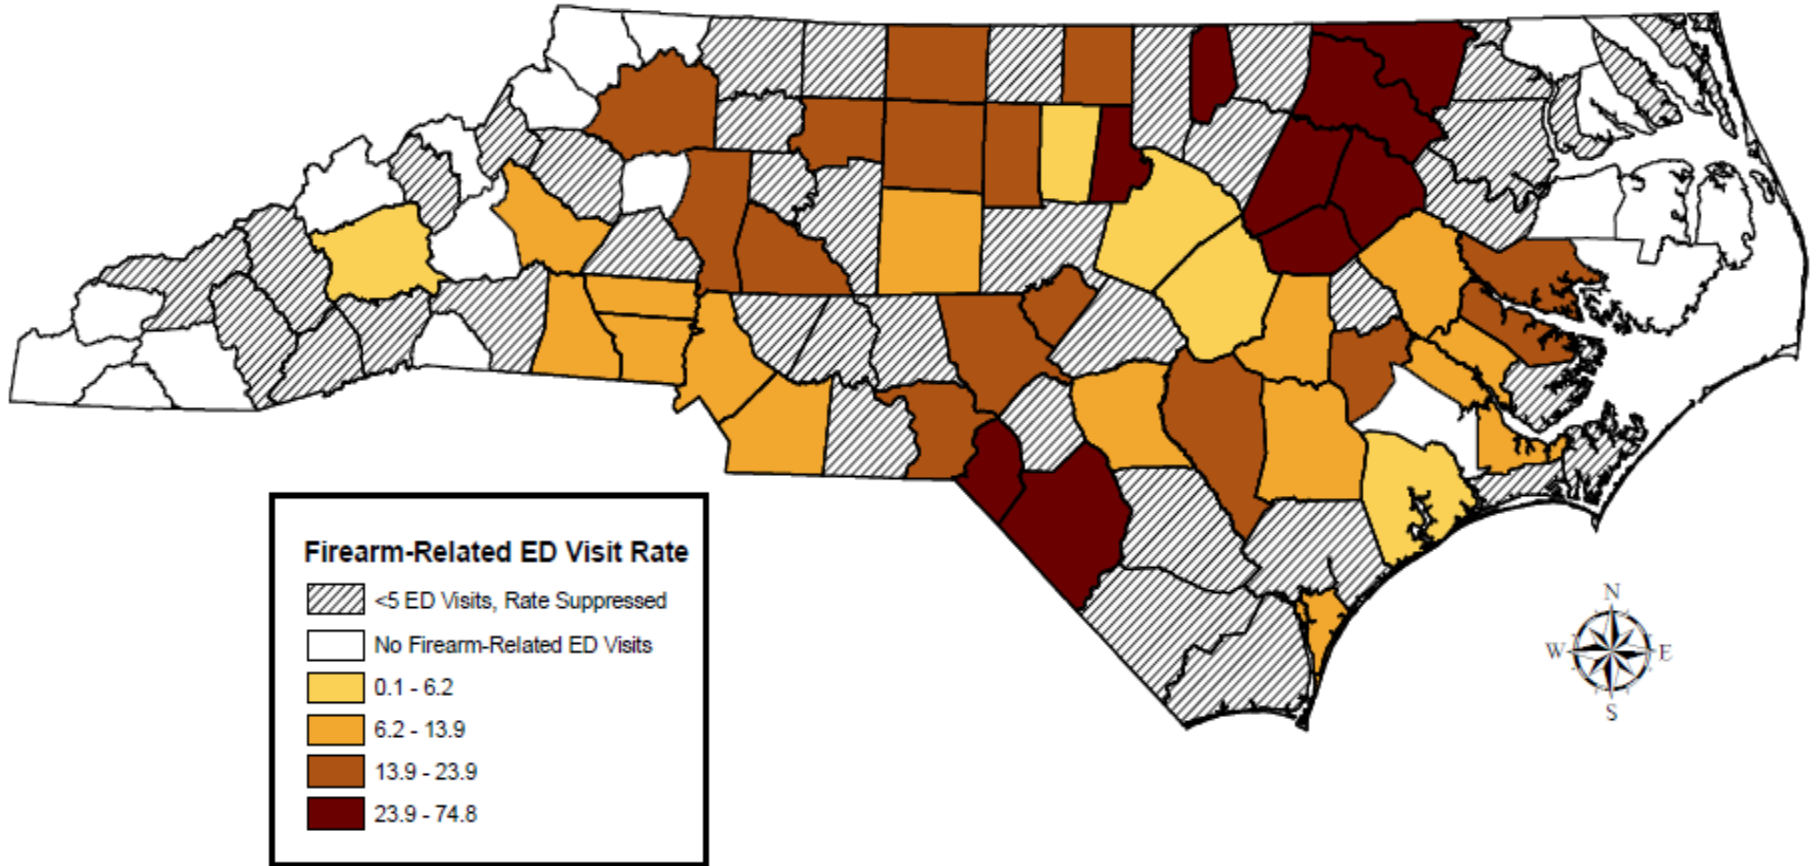 Firearm-Related ED Visit Rate
<5 ED Visits, Rate Suppressed
No Firearm-Related ED Visits
0.1 - 6.2
6.2 - 13.9
13.9 - 23.9
23.9 - 74.8
N
W E
S